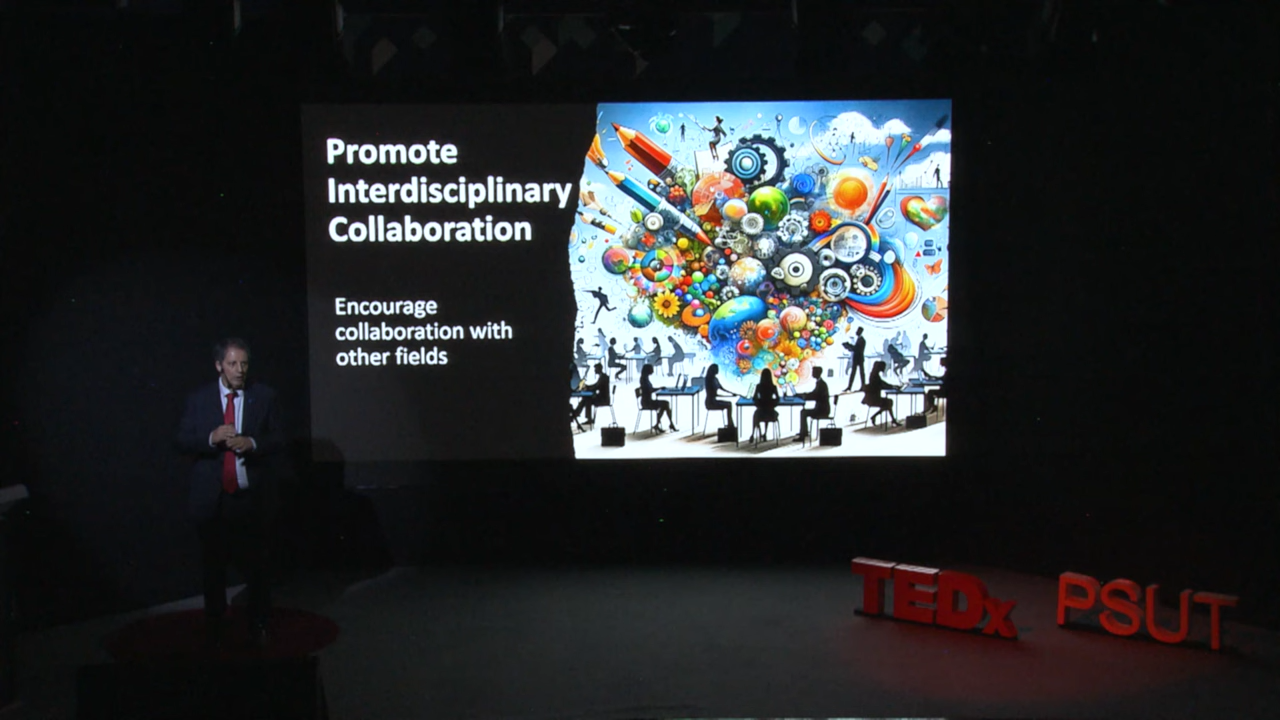 Promote
Interdisciplinary
Collaboration
Encourage
collaboration with
other fields
TEDx PSUT